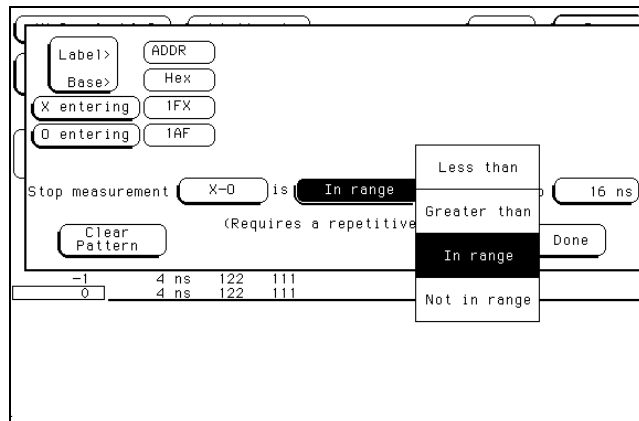 Label> ADDR
Base> Hex
X entering 1FX
O entering 1AF
Less than
Stop measurement X-O is In range 16 ns
Greater than
(Requires a repetitive
Clear
Pattern
In range
Done
Not in range
-1 4 ns 122 111
0 4 ns 122 111